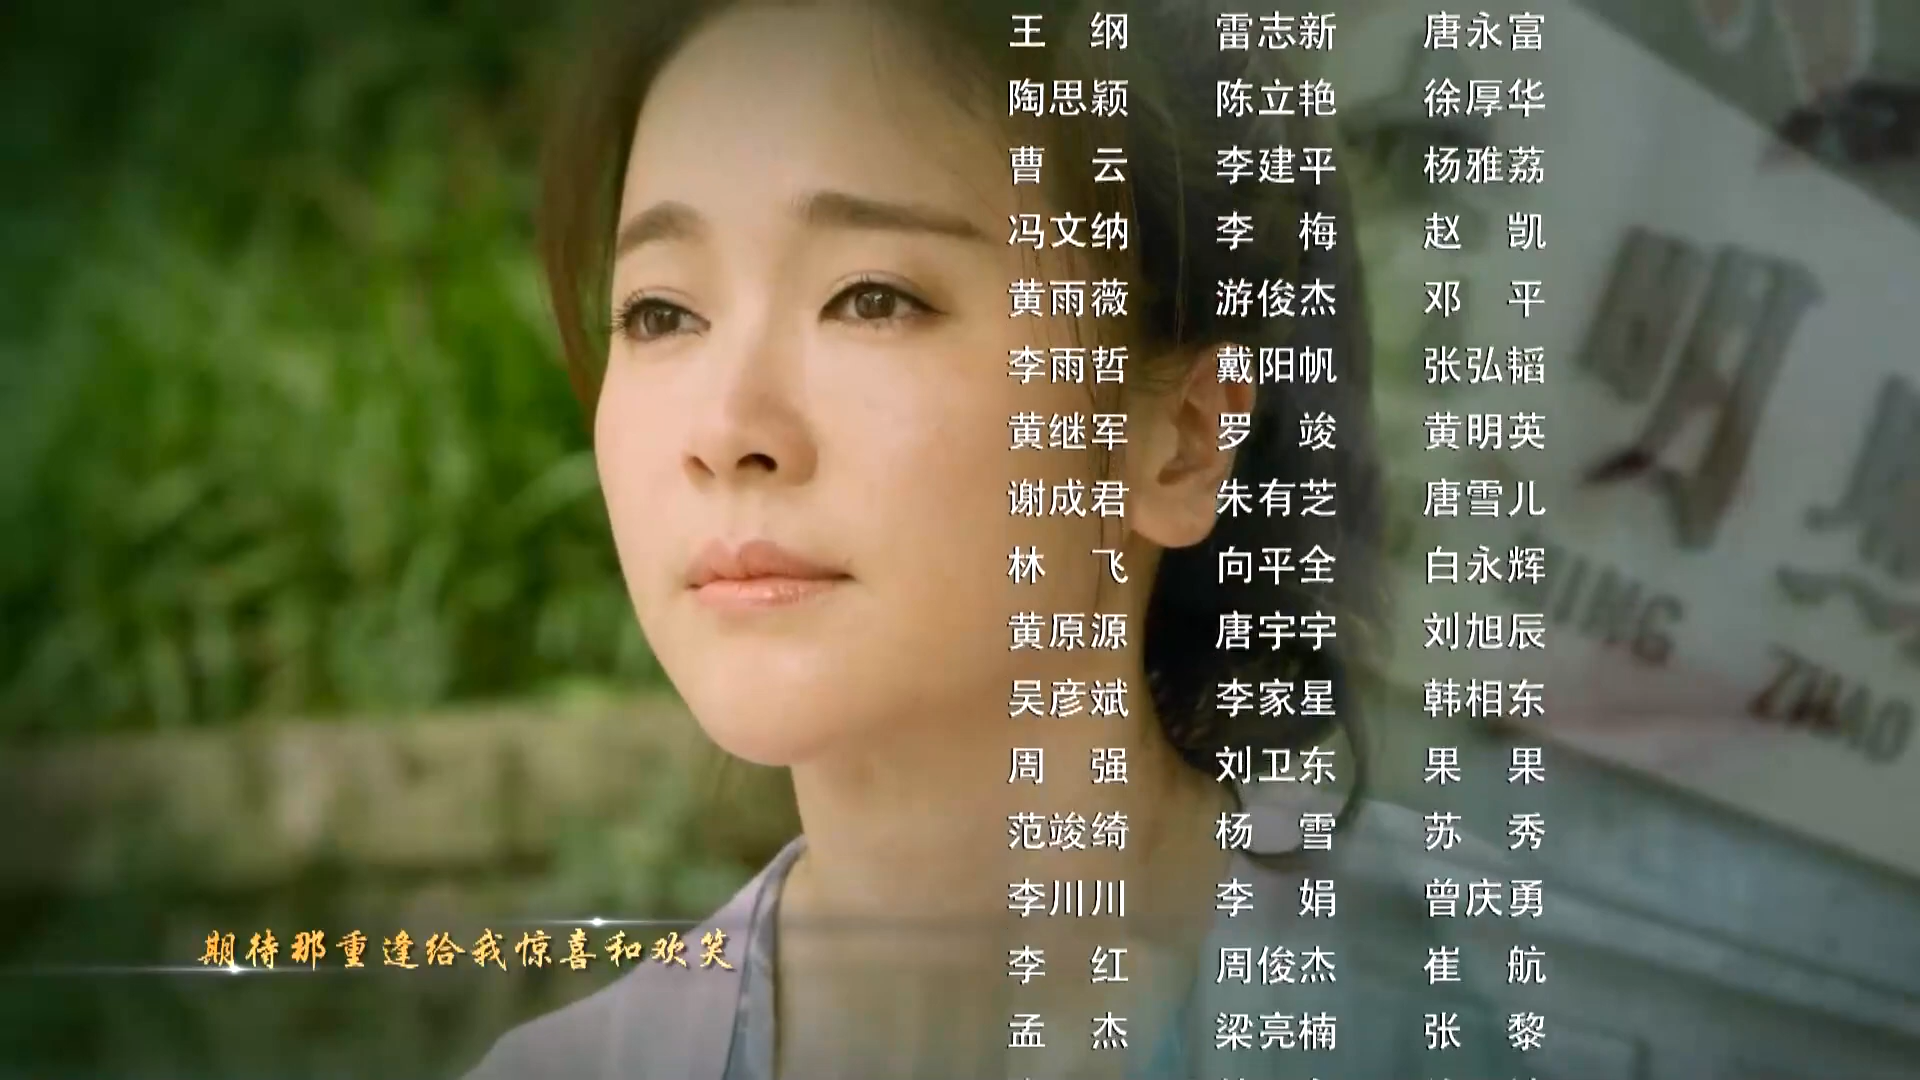 王纲 雷志新 唐永富
陶思颖 陈立艳 徐厚华
曹云 李建平 杨雅荔
冯文纳 李梅 赵凯
黄雨薇 游俊杰 邓平
李雨哲 戴阳帆 张弘韬
黄继军 罗竣 黄明英
谢成君 朱有芝 唐雪儿
林飞 向平全 白永辉
黄原源 唐宇宇 刘旭辰
吴彦斌 李家星 韩相东
周强 刘卫东 果果
范竣绮 杨雪 苏秀
李川川 李娟 曾庆勇
李红 周俊杰 崔航
孟杰 梁亮楠 张黎
期待那重逢给我惊喜和欢笑
明
ZHAO